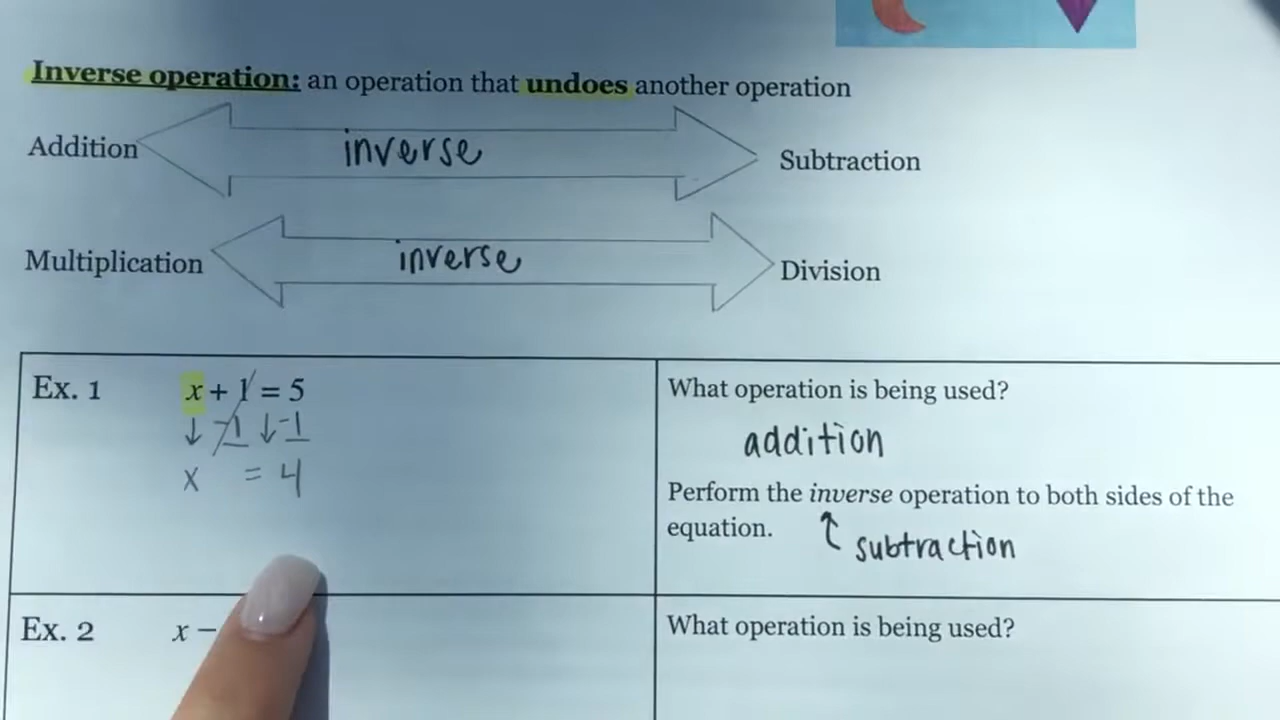 Inverse operation: an operation that undoes another operation
Addition inverse Subtraction
Multiplication inverse Division
Ex. 1 x + 1 = 5
↓ -1 ↓ -1
x = 4
What operation is being used?
addition
Perform the inverse operation to both sides of the
equation. ↑ subtraction
Ex. 2 x −
What operation is being used?